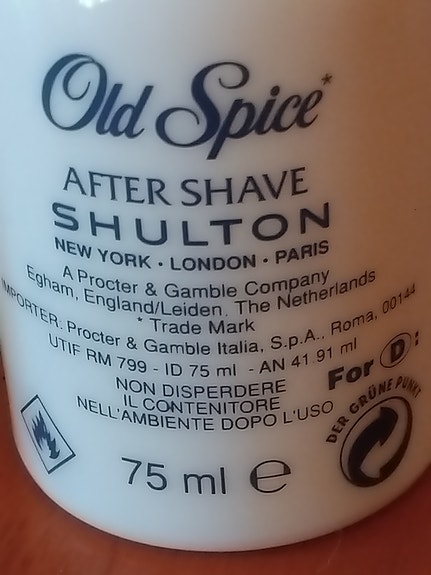 Old Spice*
AFTER SHAVE
SHULTON
NEW YORK · LONDON · PARIS
A Procter & Gamble Company
Egham, England/Leiden, The Netherlands
* Trade Mark
IMPORTER. Procter & Gamble Italia, S.p.A., Roma, 00144
UTIF RM 799 - ID 75 ml - AN 41.91 ml
NON DISPERDERE
IL CONTENITORE
NELL'AMBIENTE DOPO L'USO
For D:
DER GRÜNE PUNKT
75 ml e